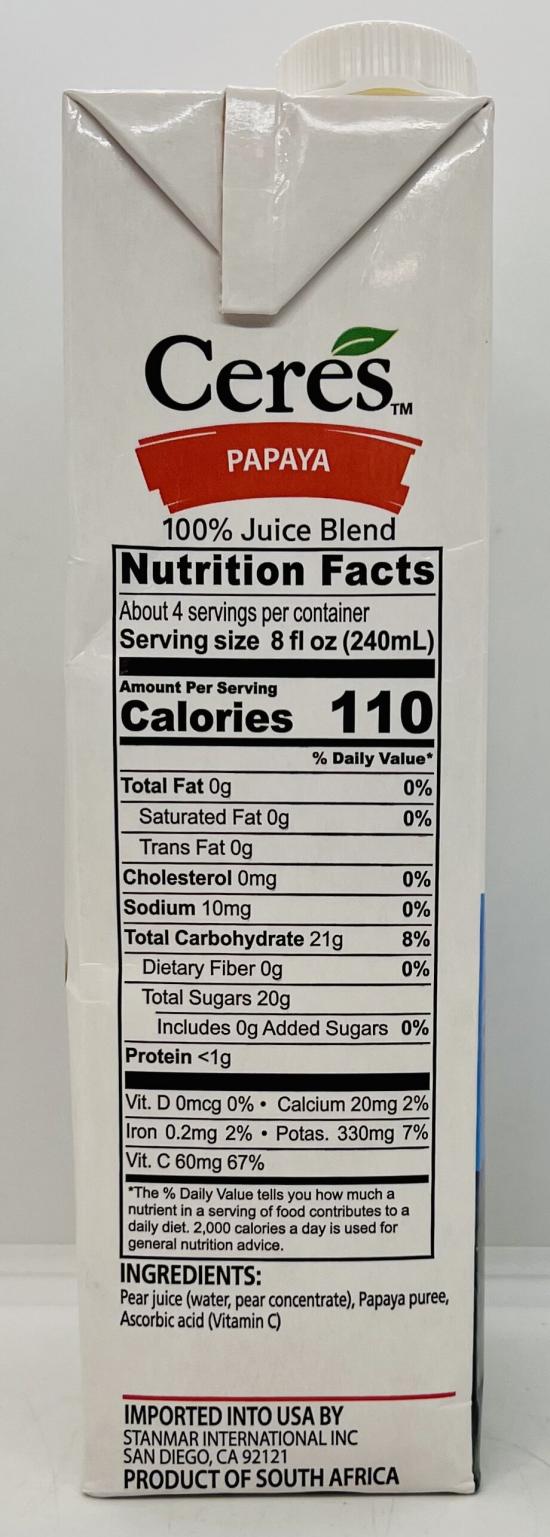 Ceres™
PAPAYA
100% Juice Blend
Nutrition Facts
About 4 servings per container
Serving size 8 fl oz (240mL)
Amount Per Serving
Calories 110
% Daily Value*
Total Fat 0g 0%
Saturated Fat 0g 0%
Trans Fat 0g
Cholesterol 0mg 0%
Sodium 10mg 0%
Total Carbohydrate 21g 8%
Dietary Fiber 0g 0%
Total Sugars 20g
Includes 0g Added Sugars 0%
Protein <1g
Vit. D 0mcg 0% • Calcium 20mg 2%
Iron 0.2mg 2% • Potas. 330mg 7%
Vit. C 60mg 67%
*The % Daily Value tells you how much a
nutrient in a serving of food contributes to a
daily diet. 2,000 calories a day is used for
general nutrition advice.
INGREDIENTS:
Pear juice (water, pear concentrate), Papaya puree,
Ascorbic acid (Vitamin C)
IMPORTED INTO USA BY
STANMAR INTERNATIONAL INC
SAN DIEGO, CA 92121
PRODUCT OF SOUTH AFRICA